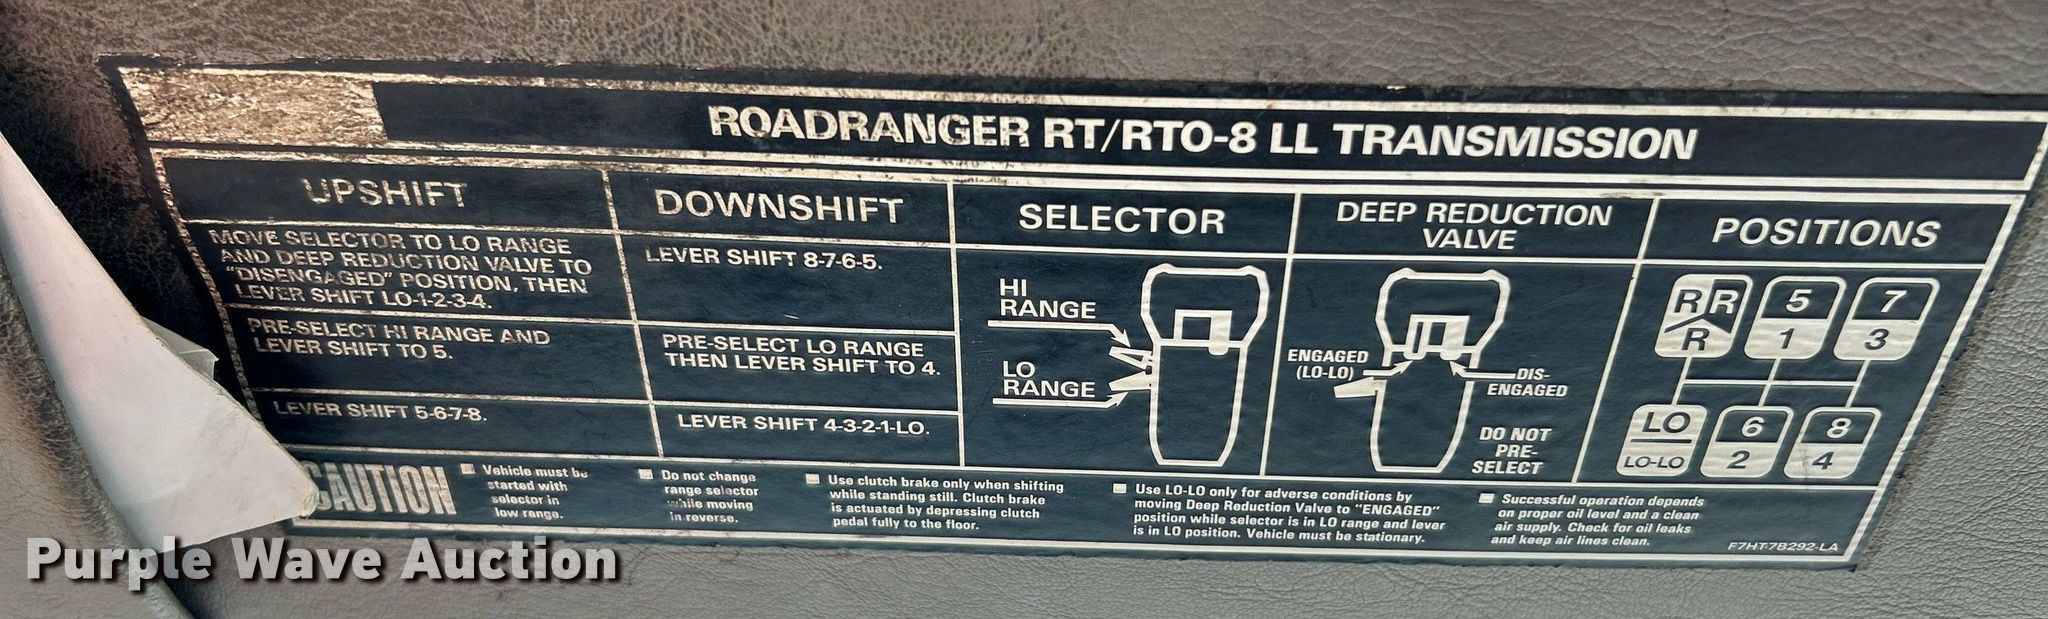 ROADRANGER RT/RTO-8 LL TRANSMISSION
UPSHIFT
MOVE SELECTOR TO LO RANGE
AND DEEP REDUCTION VALVE TO
"DISENGAGED" POSITION, THEN
LEVER SHIFT LO-1-2-3-4.
PRE-SELECT HI RANGE AND
LEVER SHIFT TO 5.
LEVER SHIFT 5-6-7-8.
DOWNSHIFT
LEVER SHIFT 8-7-6-5.
PRE-SELECT LO RANGE
THEN LEVER SHIFT TO 4.
LEVER SHIFT 4-3-2-1-LO.
SELECTOR
HI
RANGE
LO
RANGE
DEEP REDUCTION
VALVE
ENGAGED
(LO-LO)
DIS-
ENGAGED
DO NOT
PRE-
SELECT
POSITIONS
R R 5 7
R 1 3
LO 6 8
LO-LO 2 4
CAUTION
Vehicle must be
started with
selector in
low range.
Do not change
range selector
while moving
in reverse.
Use clutch brake only when shifting
while standing still. Clutch brake
is actuated by depressing clutch
pedal fully to the floor.
Use LO-LO only for adverse conditions by
moving Deep Reduction Valve to "ENGAGED"
position while selector is in LO range and lever
is in LO position. Vehicle must be stationary.
Successful operation depends
on proper oil level and a clean
air supply. Check for oil leaks
and keep air lines clean.
F7HT-7B292-LA
Purple Wave Auction